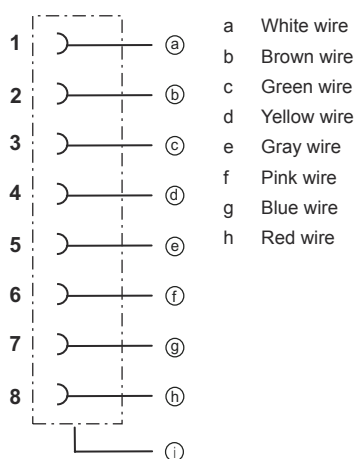 1 ⓐ
2 ⓑ
3 ⓒ
4 ⓓ
5 ⓔ
6 ⓕ
7 ⓖ
8 ⓗ
ⓘ
a White wire
b Brown wire
c Green wire
d Yellow wire
e Gray wire
f Pink wire
g Blue wire
h Red wire